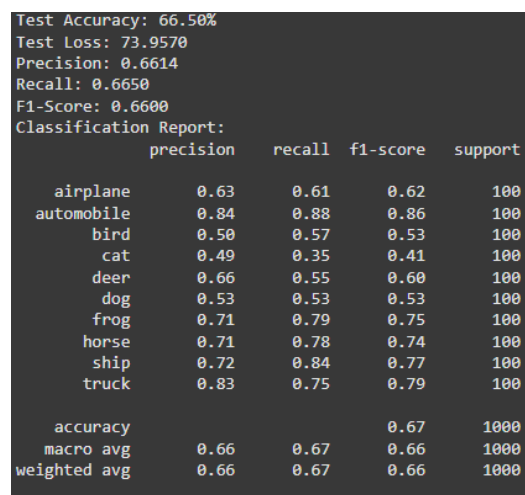 Test Accuracy: 66.50%
Test Loss: 73.9570
Precision: 0.6614
Recall: 0.6650
F1-Score: 0.6600
Classification Report:
precision recall f1-score support
airplane 0.63 0.61 0.62 100
automobile 0.84 0.88 0.86 100
bird 0.50 0.57 0.53 100
cat 0.49 0.35 0.41 100
deer 0.66 0.55 0.60 100
dog 0.53 0.53 0.53 100
frog 0.71 0.79 0.75 100
horse 0.71 0.78 0.74 100
ship 0.72 0.84 0.77 100
truck 0.83 0.75 0.79 100
accuracy 0.67 1000
macro avg 0.66 0.67 0.66 1000
weighted avg 0.66 0.67 0.66 1000